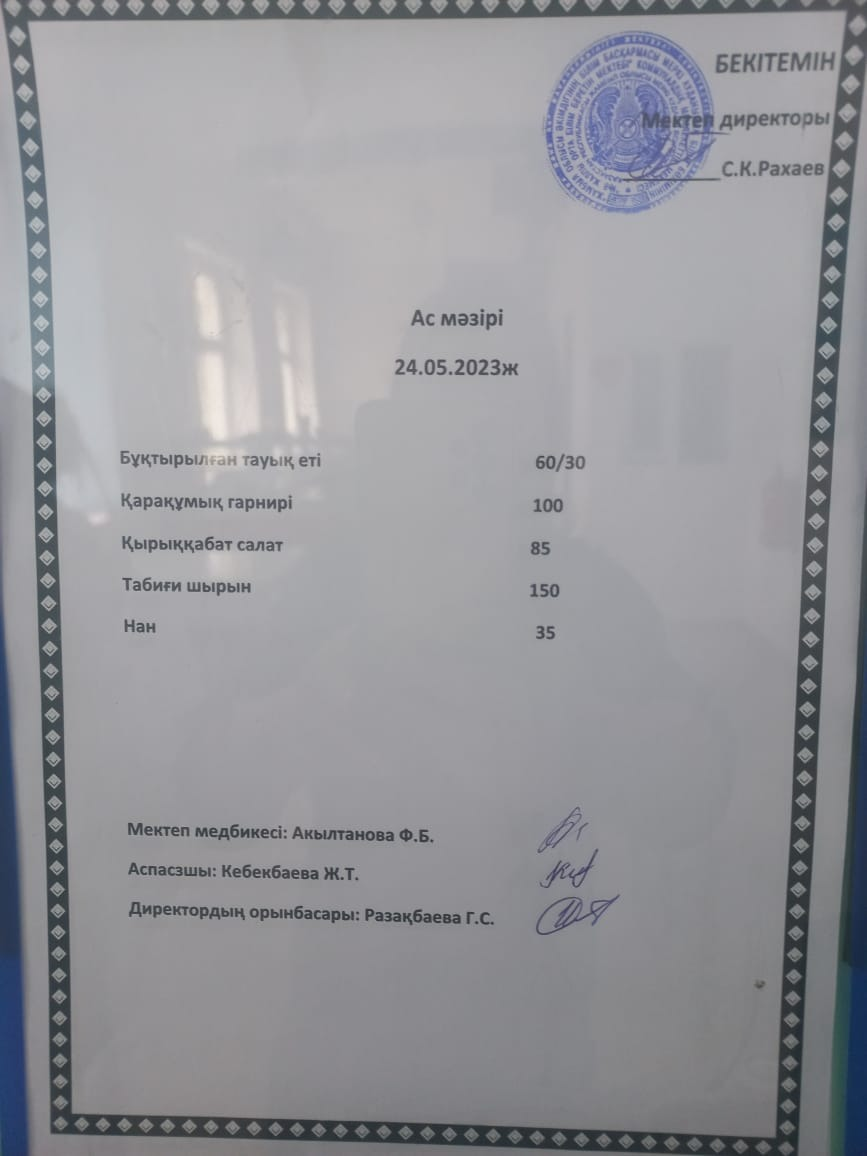 БЕКІТЕМІН
Мектеп директоры
С.К.Рахаев
Ас мәзірі
24.05.2023ж
Бұқтырылған тауық еті 60/30
Қарақұмық гарнирі 100
Қырыққабат салат 85
Табиғи шырын 150
Нан 35
Мектеп медбикесі: Акылтанова Ф.Б.
Аспасзшы: Кебекбаева Ж.Т.
Директордың орынбасары: Разақбаева Г.С.